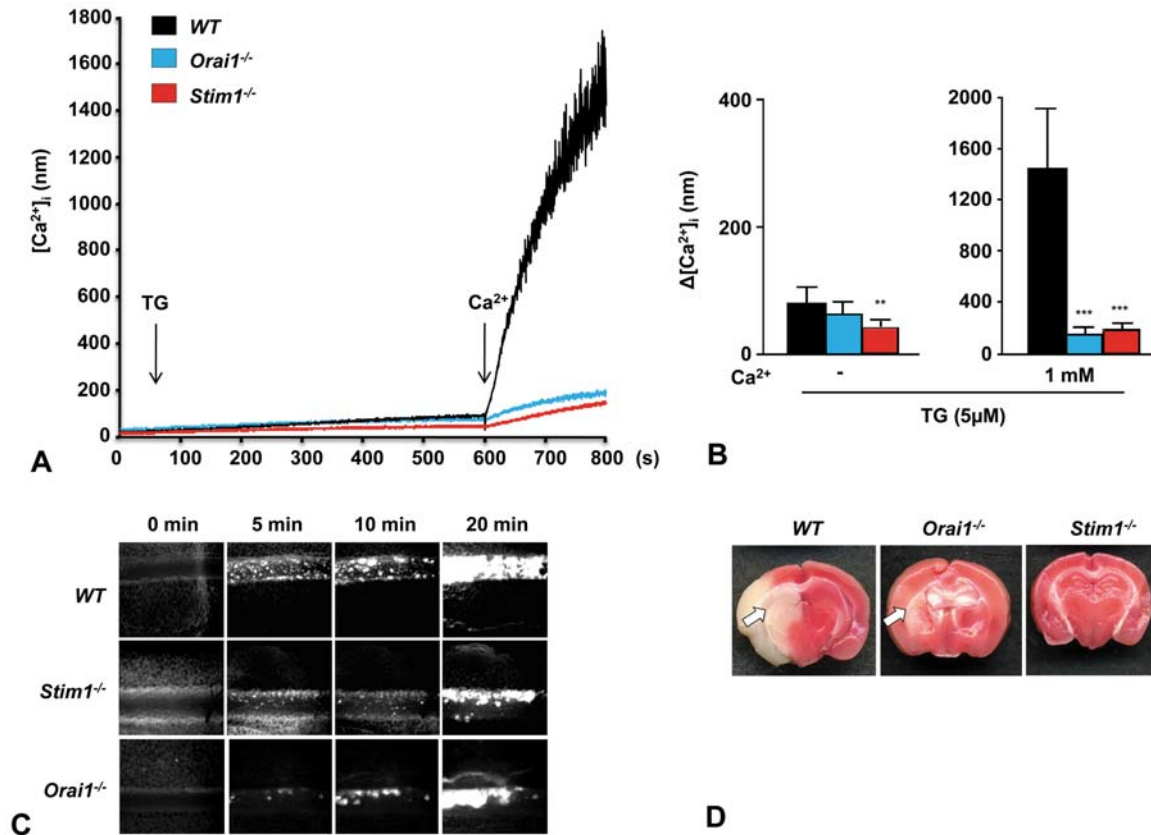 WT
Orai1-/-
Stim1-/-
[Ca2+]i (nm)
1800
1600
1400
1200
1000
800
600
400
200
0
TG
Ca2+
0 100 200 300 400 500 600 700 800 (s)
A
Δ[Ca2+]i (nm)
400
200
0
**
2000
1600
1200
800
400
0
*** ***
Ca2+ - 1 mM
TG (5µM)
B
0 min 5 min 10 min 20 min
WT
Stim1-/-
Orai1-/-
C
WT Orai1-/- Stim1-/-
D